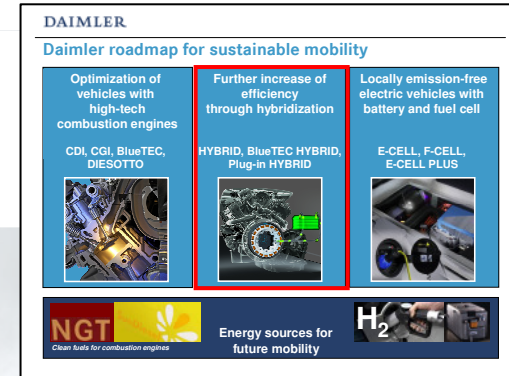 DAIMLER
Daimler roadmap for sustainable mobility
Optimization of
vehicles with
high-tech
combustion engines
CDI, CGI, BlueTEC,
DIESOTTO
Further increase of
efficiency
through hybridization
HYBRID, BlueTEC HYBRID,
Plug-in HYBRID
Locally emission-free
electric vehicles with
battery and fuel cell
E-CELL, F-CELL,
E-CELL PLUS
NGT
Clean fuels for combustion engines
Energy sources for
future mobility
H2